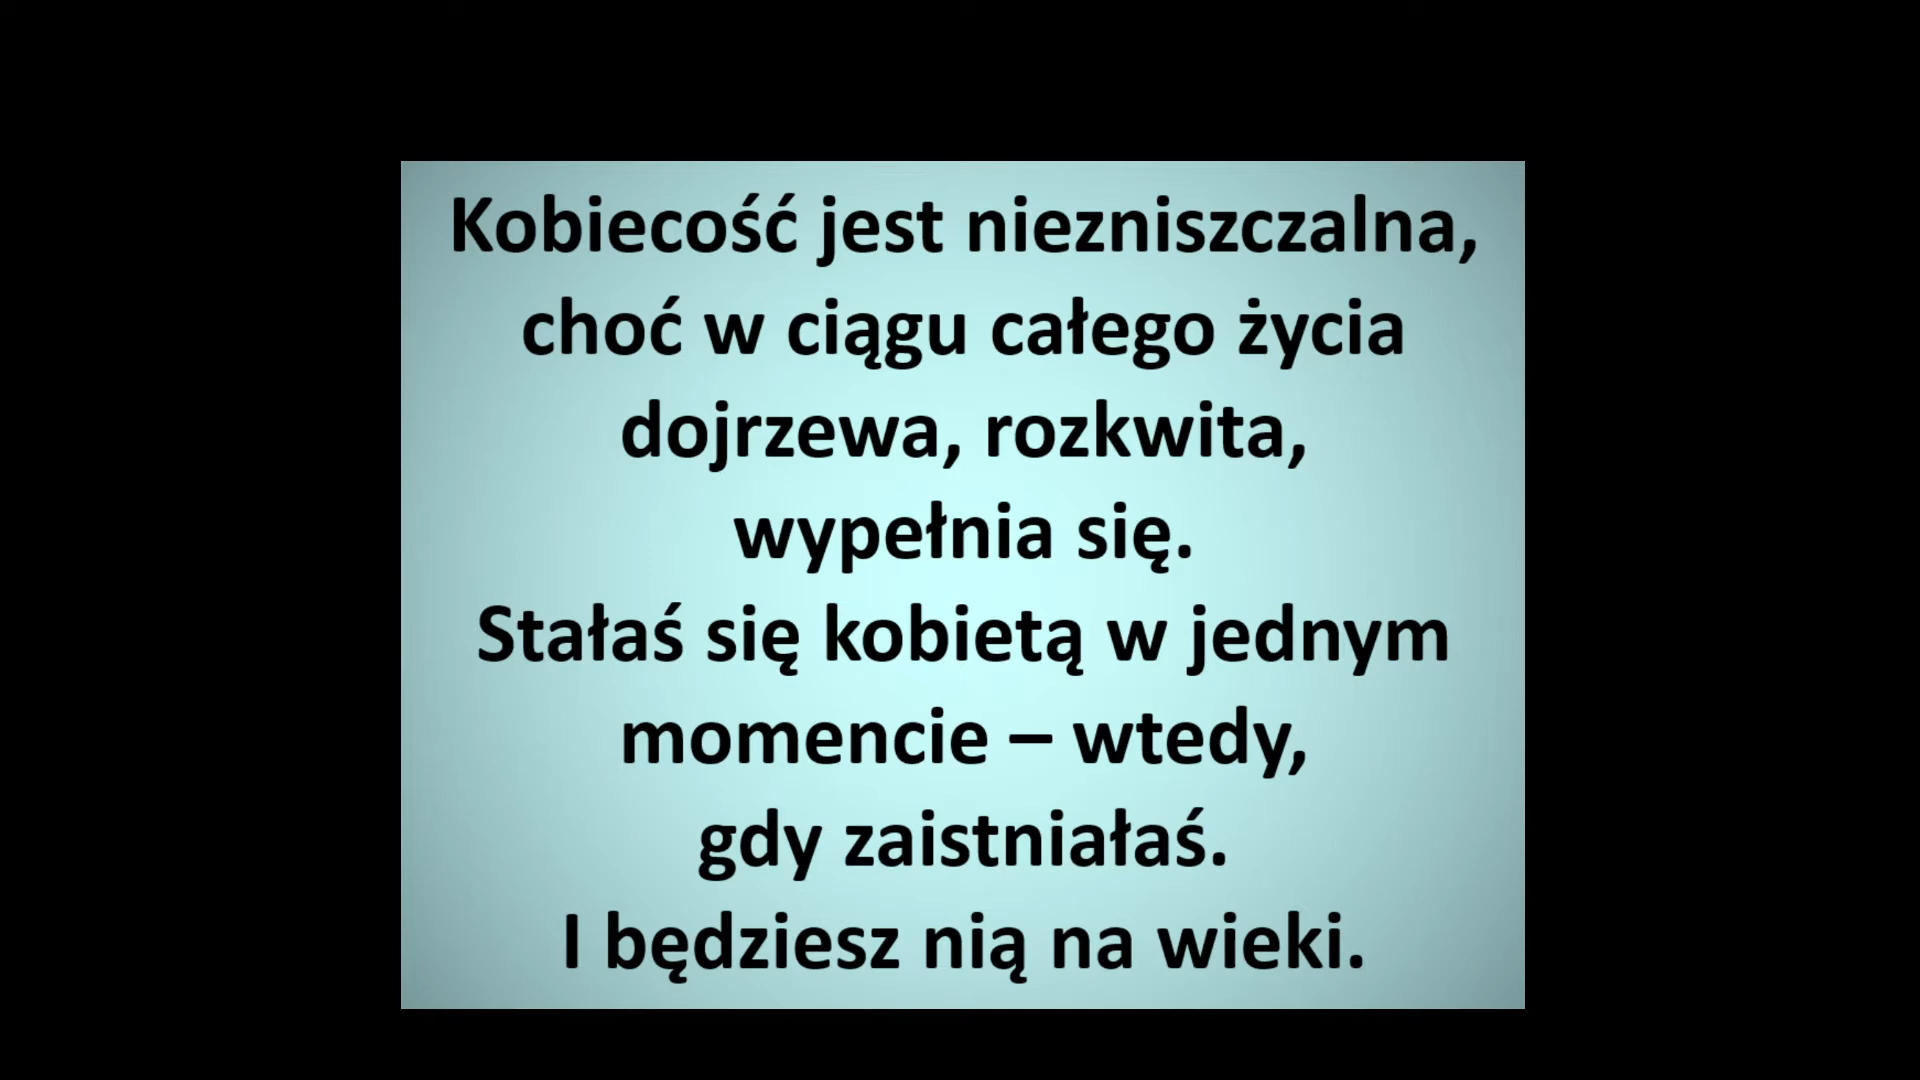 Kobiecość jest niezniszczalna,
choć w ciągu całego życia
dojrzewa, rozkwita,
wypełnia się.
Stałaś się kobietą w jednym
momencie – wtedy,
gdy zaistniałaś.
I będziesz nią na wieki.